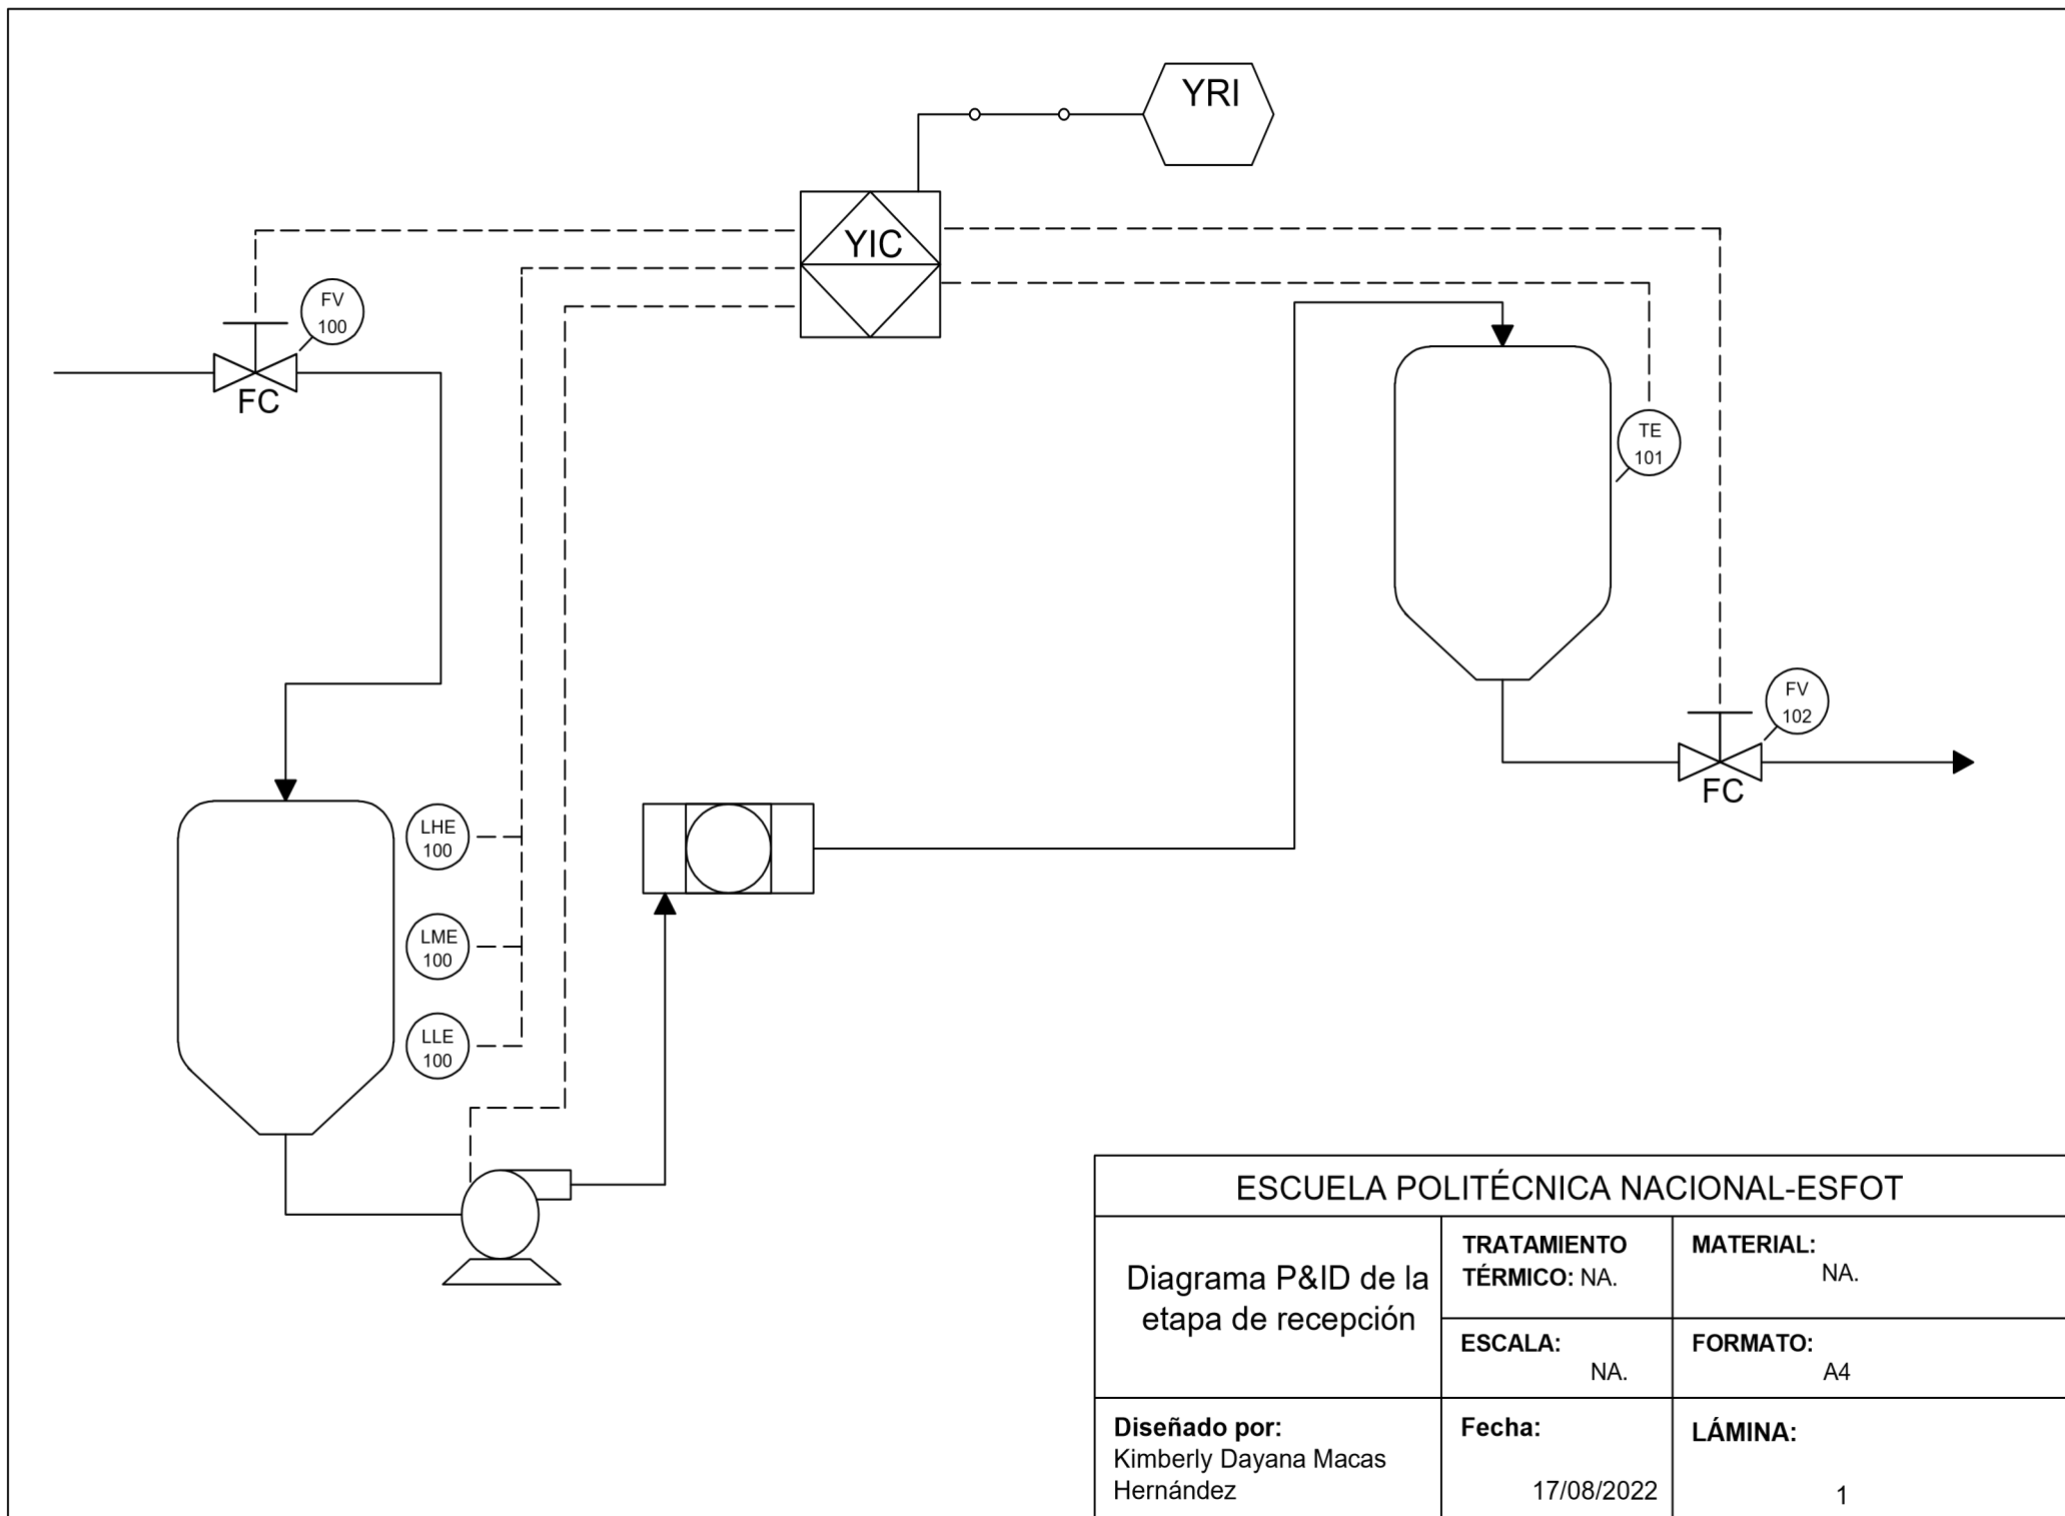 YRI
YIC
FV
100
FC
TE
101
FV
102
FC
LHE
100
LME
100
LLE
100
ESCUELA POLITÉCNICA NACIONAL-ESFOT
Diagrama P&ID de la
etapa de recepción
TRATAMIENTO
TÉRMICO: NA.
MATERIAL:
NA.
ESCALA:
NA.
FORMATO:
A4
Diseñado por:
Kimberly Dayana Macas
Hernández
Fecha:
17/08/2022
LÁMINA:
1